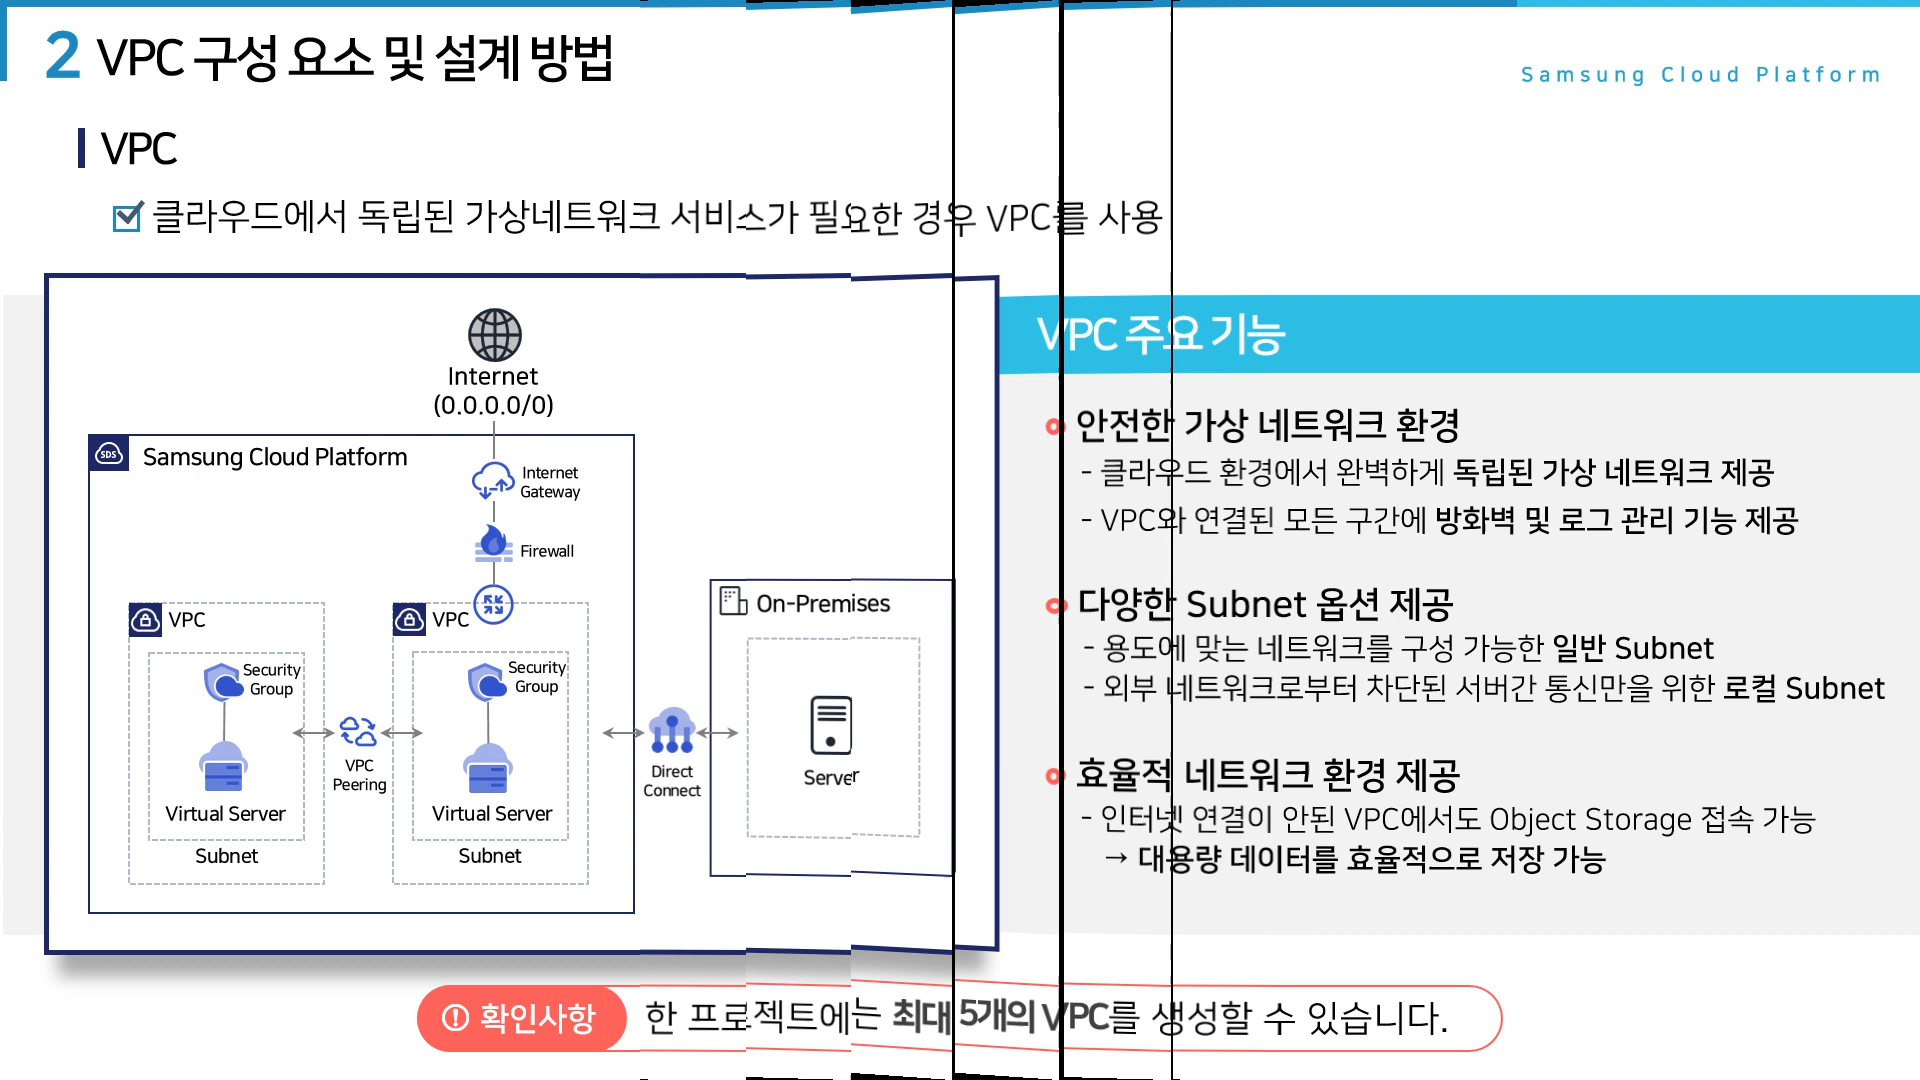 2 VPC 구성 요소 및 설계 방법
Samsung Cloud Platform
VPC
클라우드에서 독립된 가상네트워크 서비스가 필요한 경우 VPC를 사용
Internet
(0.0.0.0/0)
SDS
Samsung Cloud Platform
Internet
Gateway
Firewall
VPC
VPC
Security
Group
Security
Group
VPC
Peering
Virtual Server
Virtual Server
Subnet
Subnet
Direct
Connect
On-Premises
Server
VPC 주요 기능
안전한 가상 네트워크 환경
- 클라우드 환경에서 완벽하게 독립된 가상 네트워크 제공
- VPC와 연결된 모든 구간에 방화벽 및 로그 관리 기능 제공
다양한 Subnet 옵션 제공
- 용도에 맞는 네트워크를 구성 가능한 일반 Subnet
- 외부 네트워크로부터 차단된 서버간 통신만을 위한 로컬 Subnet
효율적 네트워크 환경 제공
- 인터넷 연결이 안된 VPC에서도 Object Storage 접속 가능
→ 대용량 데이터를 효율적으로 저장 가능
확인사항
한 프로젝트에는 최대 5개의 VPC를 생성할 수 있습니다.